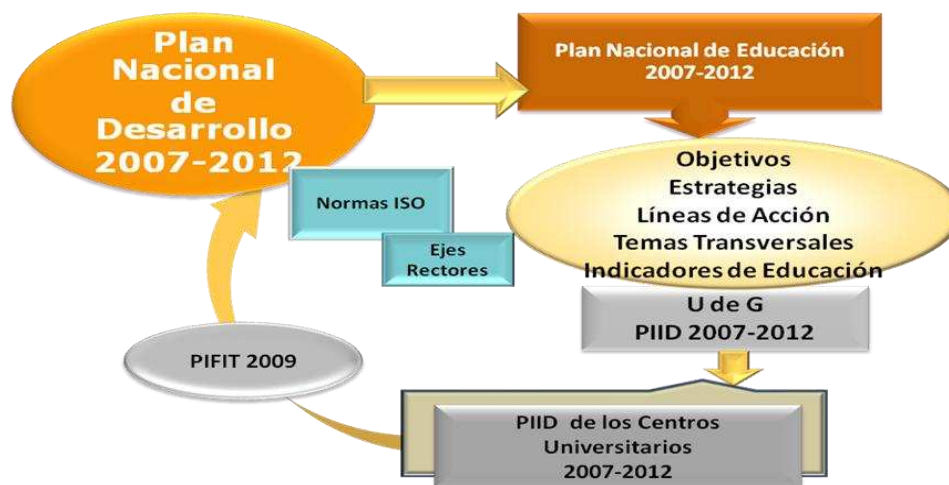 Plan
Nacional
de
Desarrollo
2007-2012
Plan Nacional de Educación
2007-2012
Objetivos
Estrategias
Líneas de Acción
Temas Transversales
Indicadores de Educación
Normas ISO
Ejes
Rectores
U de G
PIID 2007-2012
PIFIT 2009
PIID de los Centros
Universitarios
2007-2012